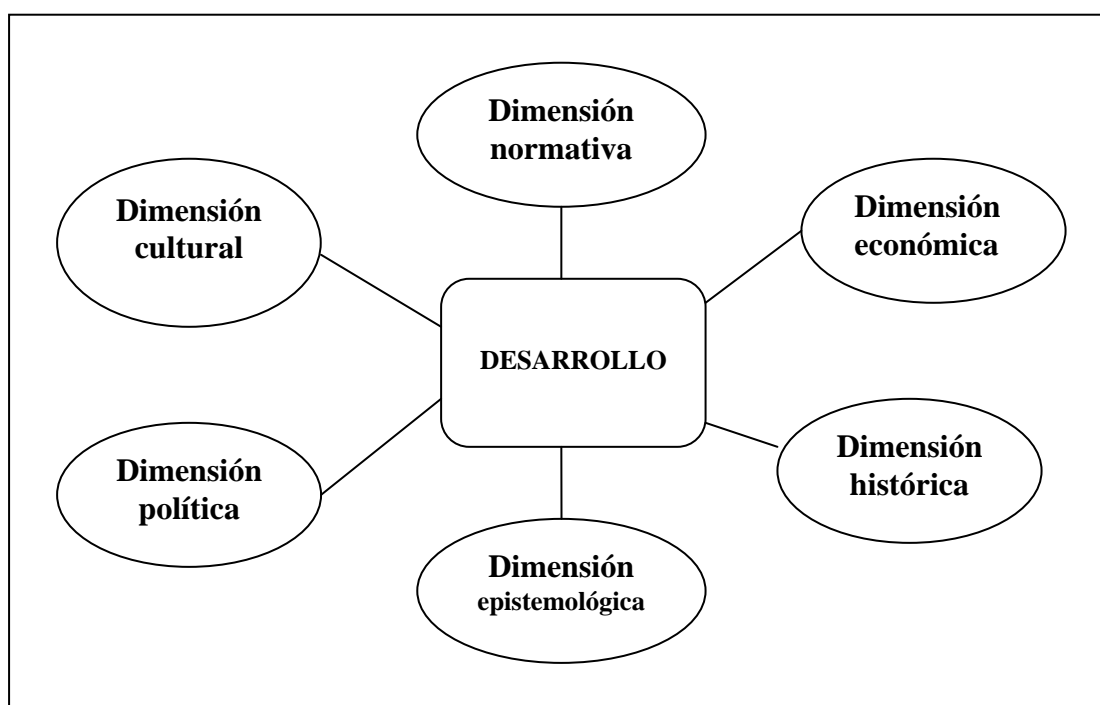 Dimensión
normativa
Dimensión
cultural
Dimensión
económica
DESARROLLO
Dimensión
política
Dimensión
histórica
Dimensión
epistemológica